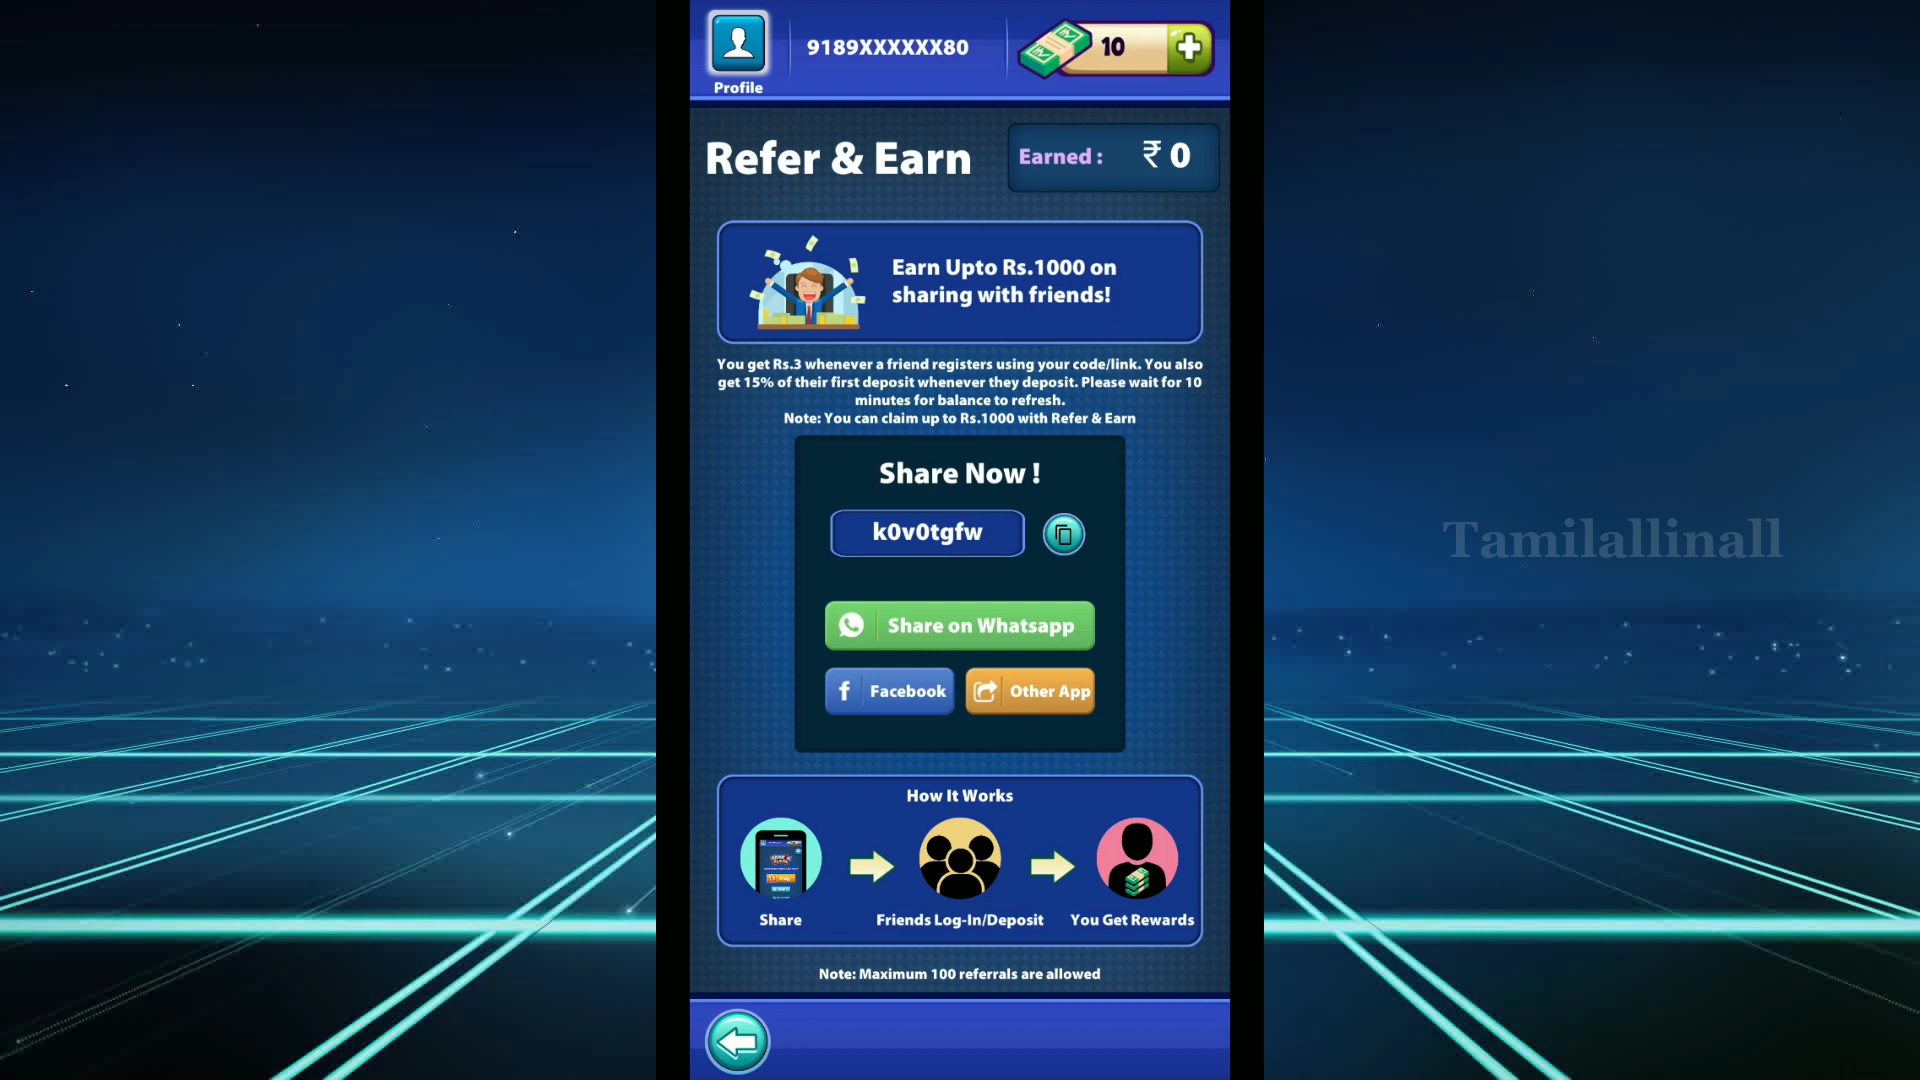 9189XXXXXX80
10
Profile
Refer & Earn
Earned : ₹ 0
Earn Upto Rs.1000 on
sharing with friends!
You get Rs.3 whenever a friend registers using your code/link. You also
get 15% of their first deposit whenever they deposit. Please wait for 10
minutes for balance to refresh.
Note: You can claim up to Rs.1000 with Refer & Earn
Share Now !
k0v0tgfw
Tamilallinall
Share on Whatsapp
Facebook
Other App
How It Works
Share
Friends Log-In/Deposit
You Get Rewards
Note: Maximum 100 referrals are allowed